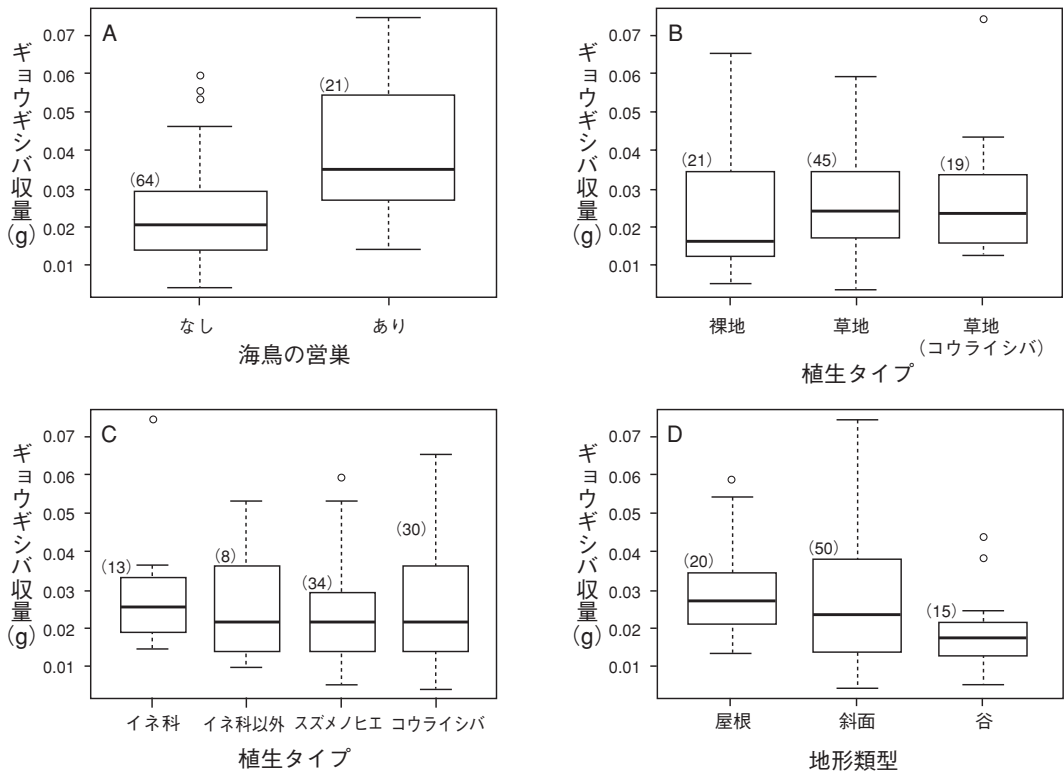 A
ギョウギシバ収量(g)
0.07
0.06
0.05
0.04
0.03
0.02
0.01
(64)
(21)
なし
あり
海鳥の営巣
B
ギョウギシバ収量(g)
0.07
0.06
0.05
0.04
0.03
0.02
0.01
(21)
(45)
(19)
裸地
草地
草地
(コウライシバ)
植生タイプ
C
ギョウギシバ収量(g)
0.07
0.06
0.05
0.04
0.03
0.02
0.01
(13)
(8)
(34)
(30)
イネ科
イネ科以外
スズメノヒエ
コウライシバ
植生タイプ
D
ギョウギシバ収量(g)
0.07
0.06
0.05
0.04
0.03
0.02
0.01
(20)
(50)
(15)
屋根
斜面
谷
地形類型